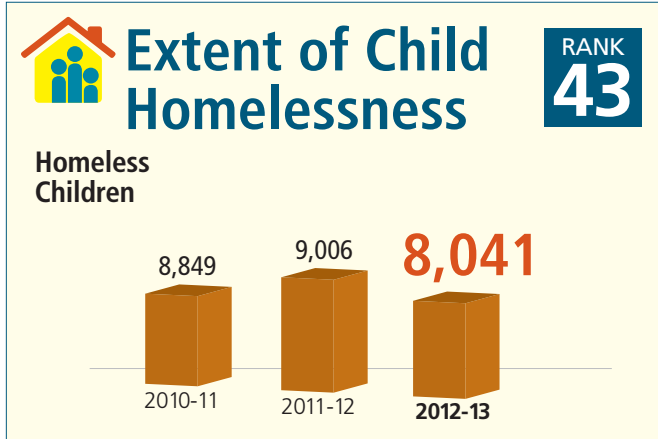 Extent of Child
Homelessness
RANK
43
Homeless
Children
8,849
9,006
8,041
2010-11
2011-12
2012-13